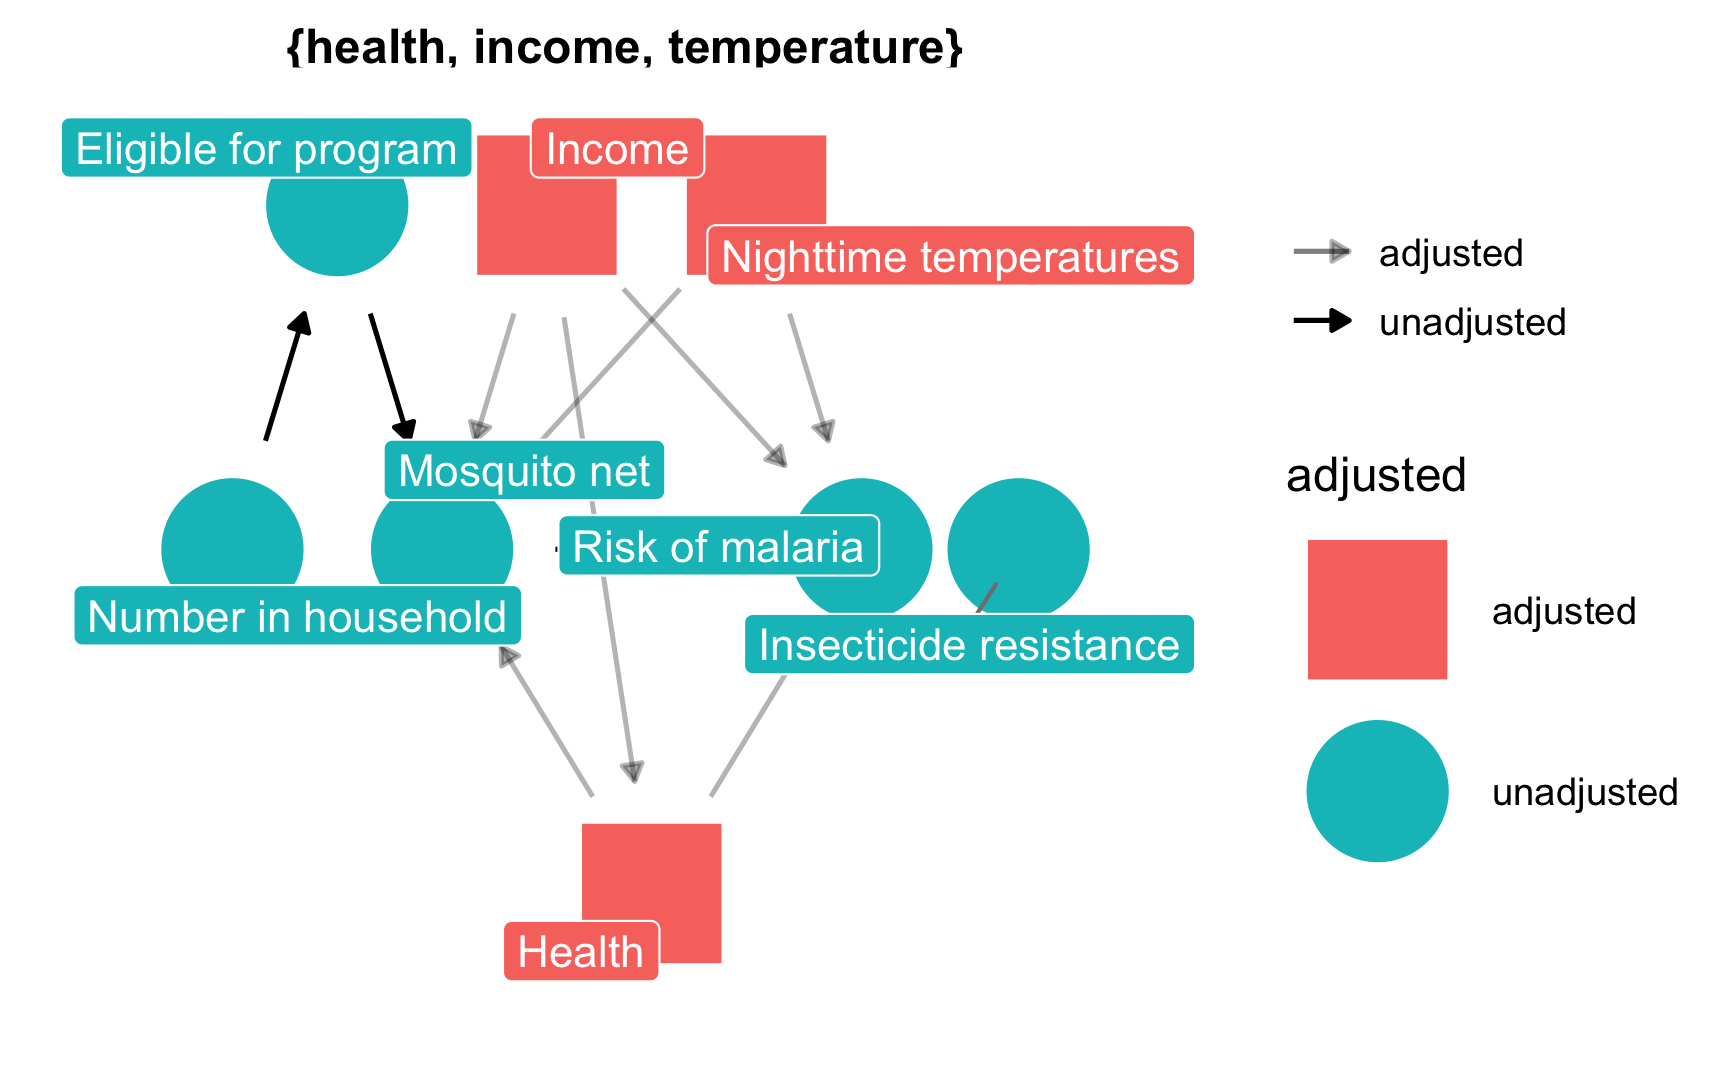 {health, income, temperature}
Eligible for program
Income
Nighttime temperatures
adjusted
unadjusted
Mosquito net
adjusted
Risk of malaria
Number in household
adjusted
Insecticide resistance
unadjusted
Health